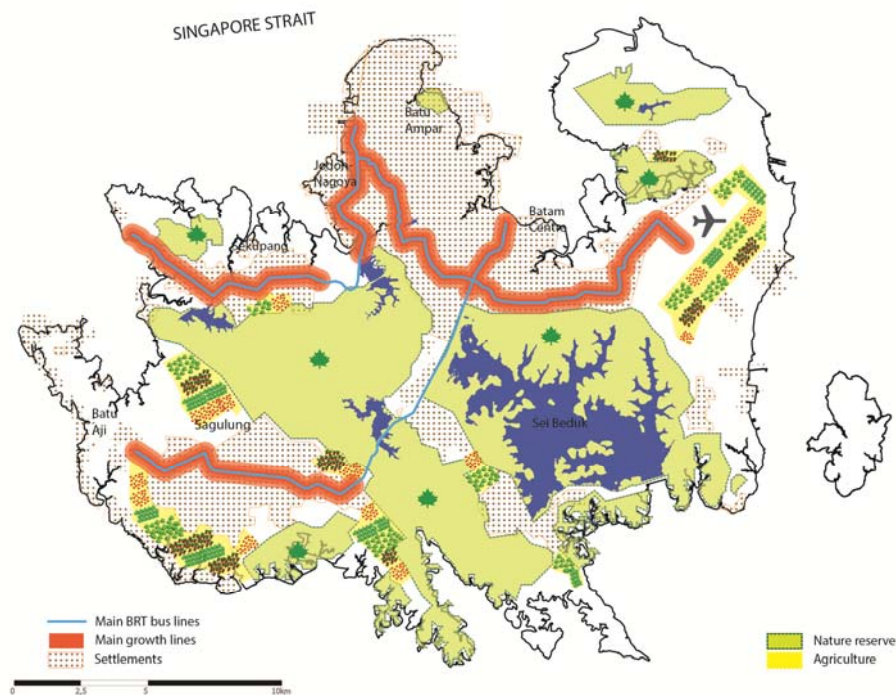 SINGAPORE STRAIT
Batu
Ampar
Jodoh-
Nagoya
Batam
Centre
Sekupang
Batu
Aji
Sagulung
Sei Beduk
Main BRT bus lines
Main growth lines
Settlements
0 2,5 5 10km
Nature reserve
Agriculture